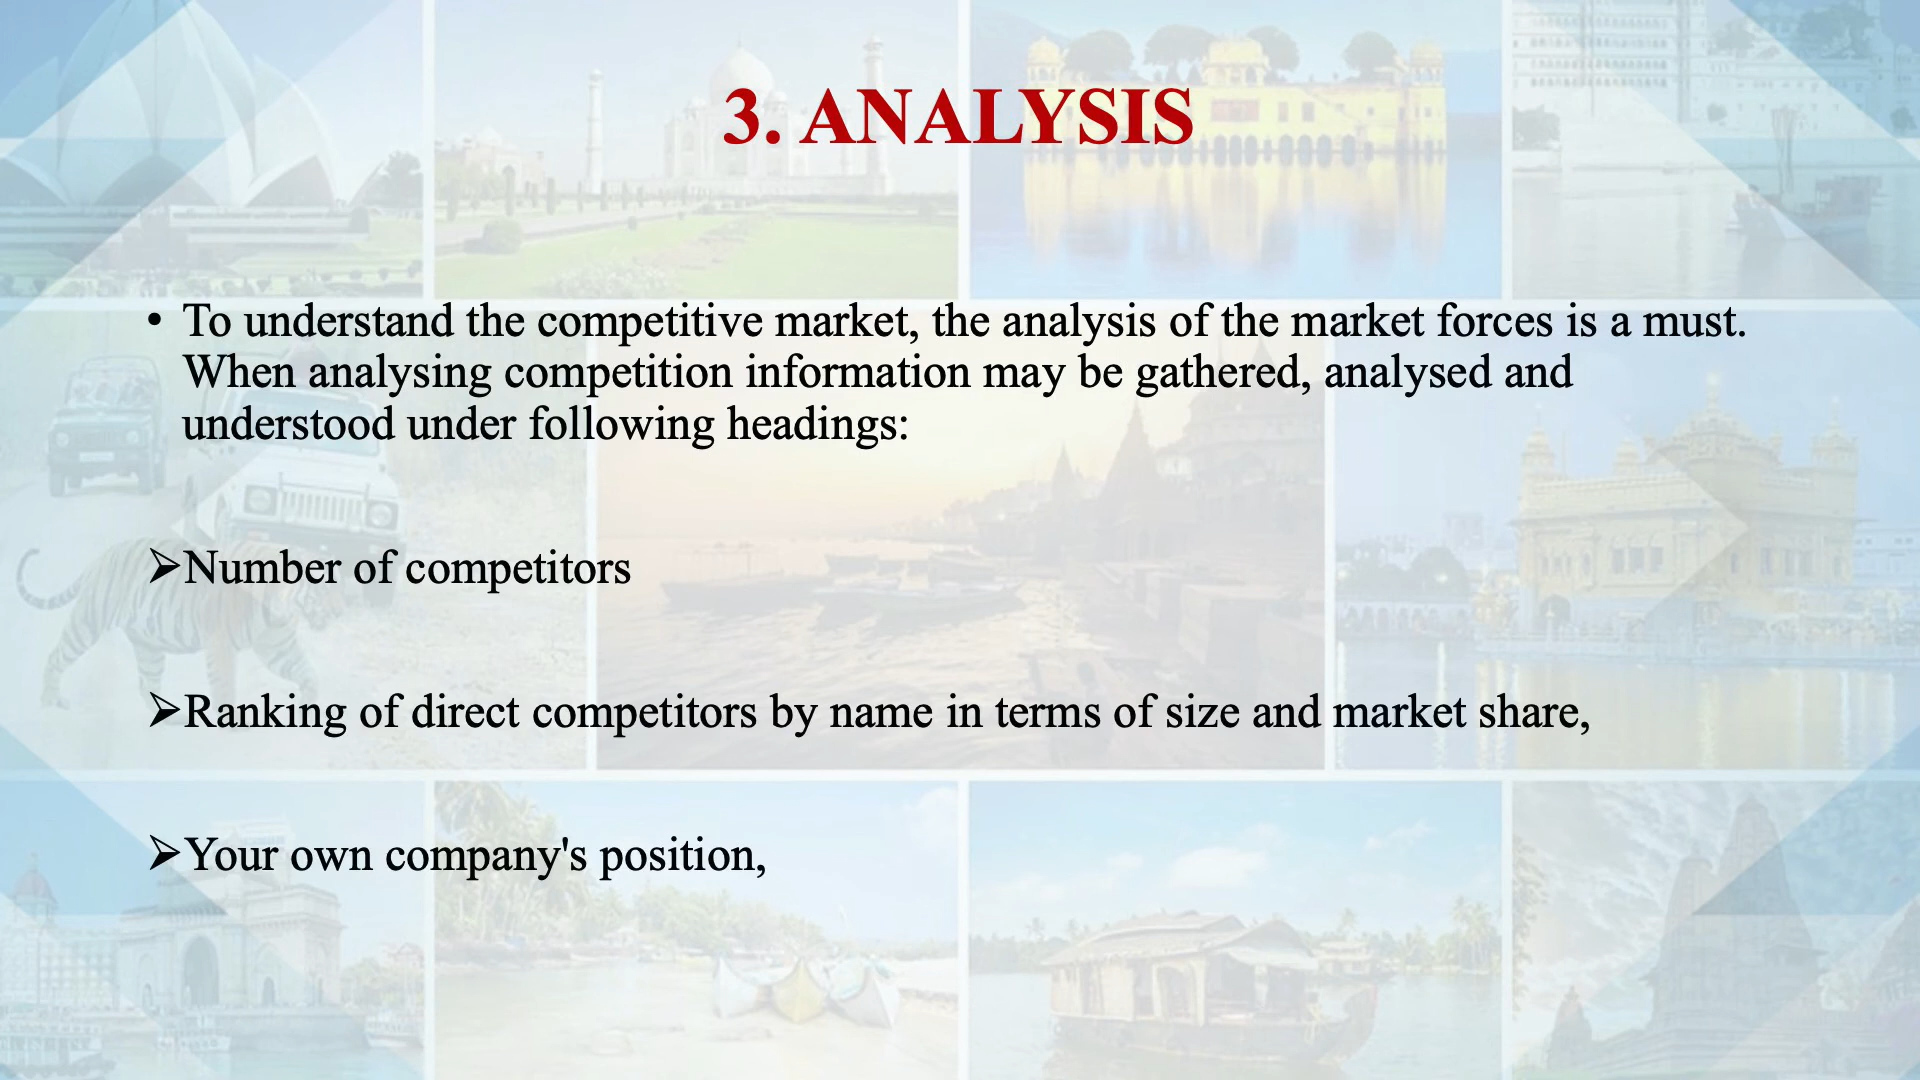 3. ANALYSIS
• To understand the competitive market, the analysis of the market forces is a must.
When analysing competition information may be gathered, analysed and
understood under following headings:
➢Number of competitors
➢Ranking of direct competitors by name in terms of size and market share,
➢Your own company's position,